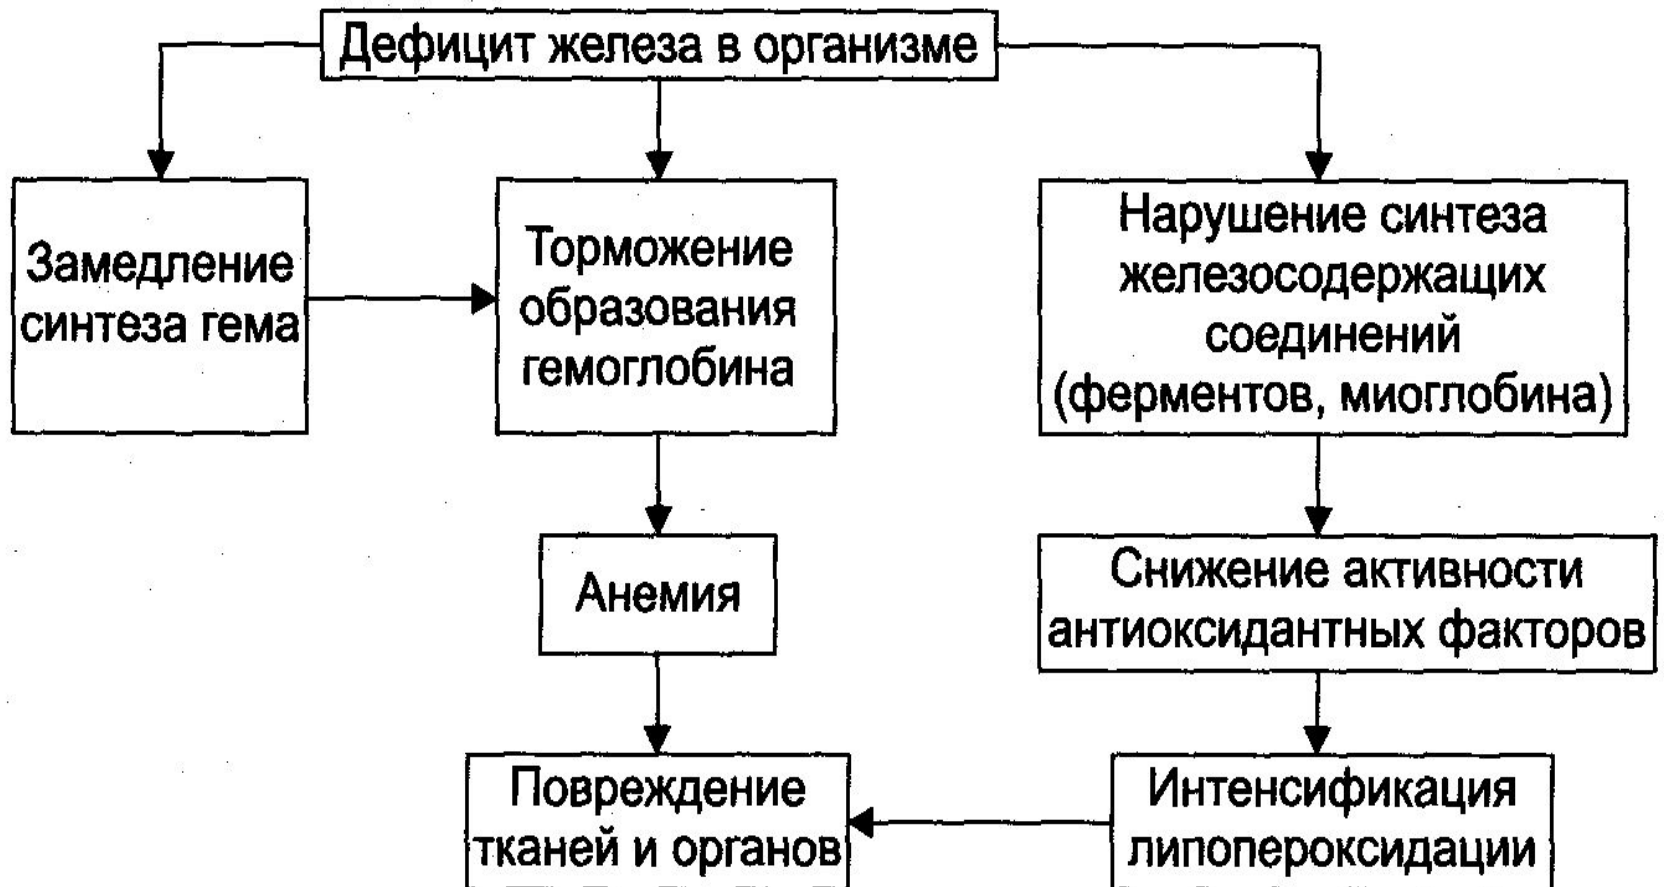 Дефицит железа в организме
Замедление
синтеза гема
Торможение
образования
гемоглобина
Нарушение синтеза
железосодержащих
соединений
(ферментов, миоглобина)
Анемия
Снижение активности
антиоксидантных факторов
Повреждение
тканей и органов
Интенсификация
липопероксидации